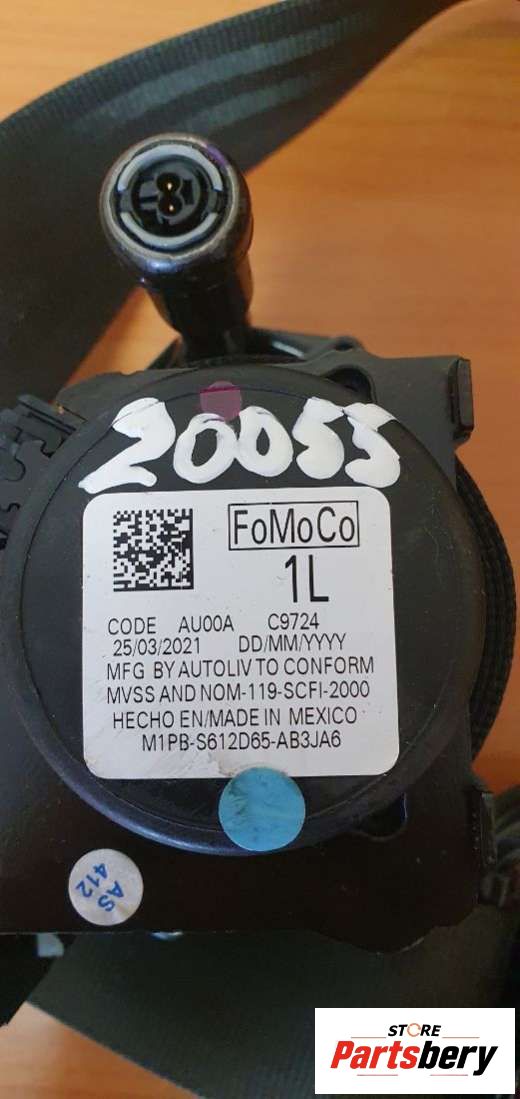 20055
FoMoCo
1L
CODE AU00A C9724
25/03/2021 DD/MM/YYYY
MFG BY AUTOLIV TO CONFORM
MVSS AND NOM-119-SCFI-2000
HECHO EN/MADE IN MEXICO
M1PB-S612D65-AB3JA6
AS
412
STORE
Partsbery